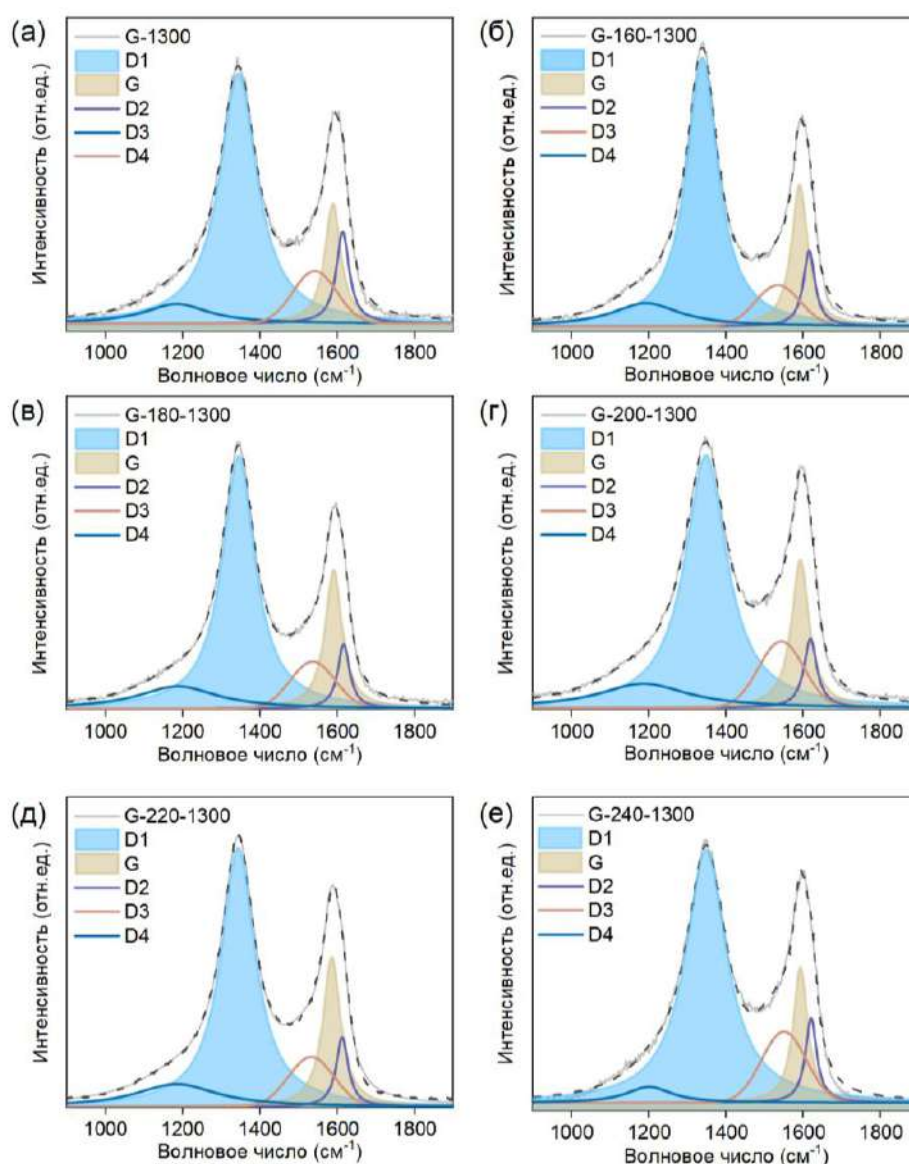 (а)
G-1300
D1
G
D2
D3
D4
Интенсивность (отн.ед.)
1000 1200 1400 1600 1800
Волновое число (см⁻¹)
(б)
G-160-1300
D1
G
D2
D3
D4
Интенсивность (отн.ед.)
1000 1200 1400 1600 1800
Волновое число (см⁻¹)
(в)
G-180-1300
D1
G
D2
D3
D4
Интенсивность (отн.ед.)
1000 1200 1400 1600 1800
Волновое число (см⁻¹)
(г)
G-200-1300
D1
G
D2
D3
D4
Интенсивность (отн.ед.)
1000 1200 1400 1600 1800
Волновое число (см⁻¹)
(д)
G-220-1300
D1
G
D2
D3
D4
Интенсивность (отн.ед.)
1000 1200 1400 1600 1800
Волновое число (см⁻¹)
(е)
G-240-1300
D1
G
D2
D3
D4
Интенсивность (отн.ед.)
1000 1200 1400 1600 1800
Волновое число (см⁻¹)